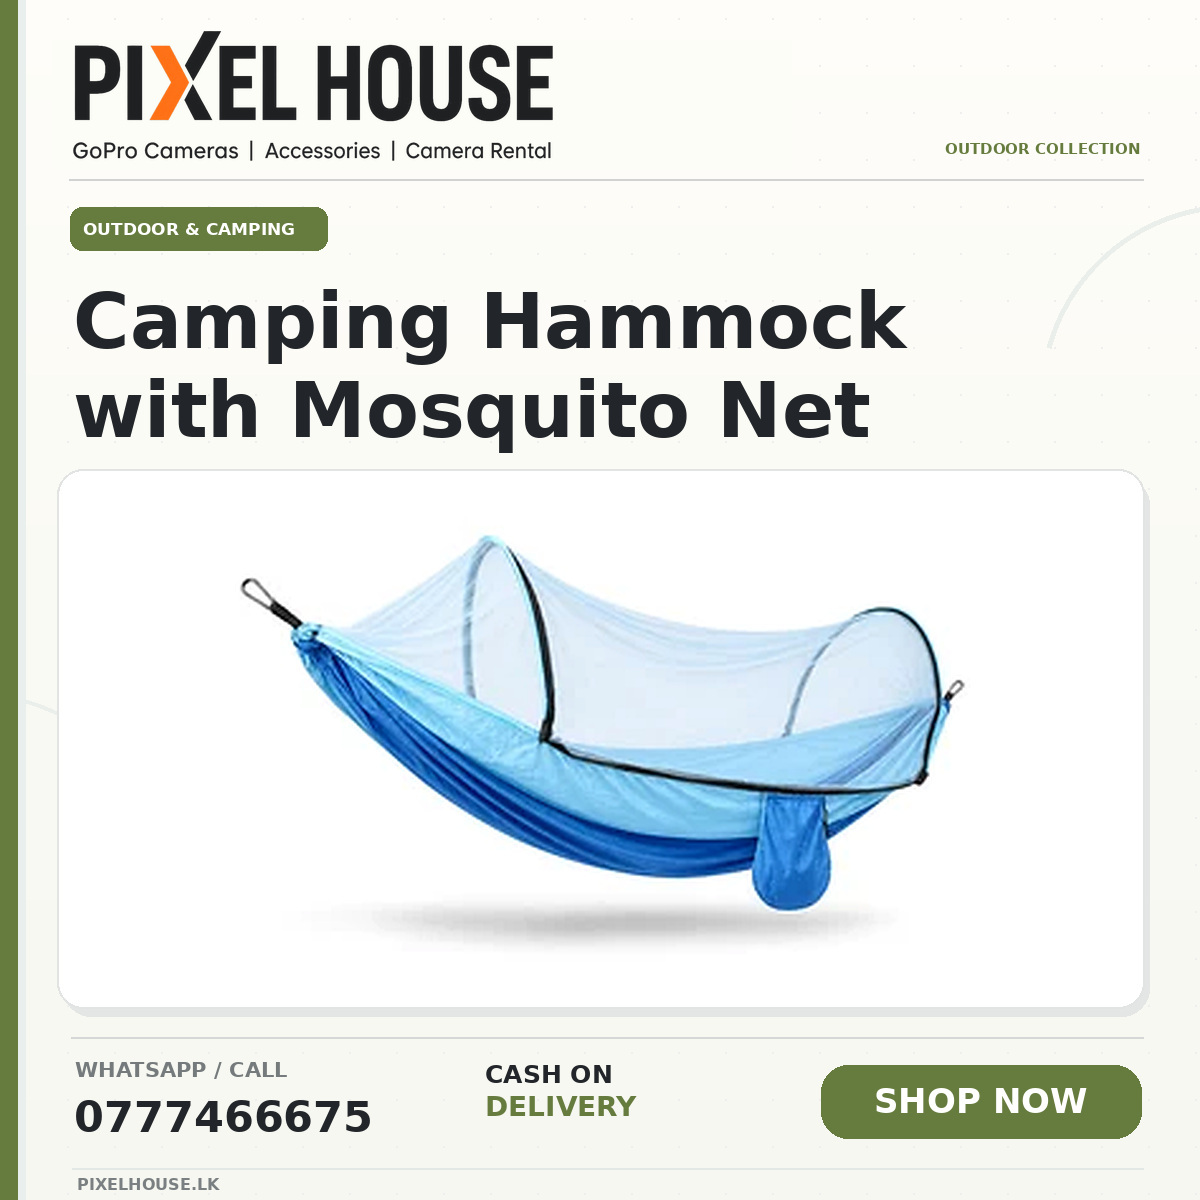 PIXEL HOUSE
GoPro Cameras | Accessories | Camera Rental
OUTDOOR COLLECTION
OUTDOOR & CAMPING
Camping Hammock
with Mosquito Net
WHATSAPP / CALL
0777466675
CASH ON
DELIVERY
SHOP NOW
PIXELHOUSE.LK